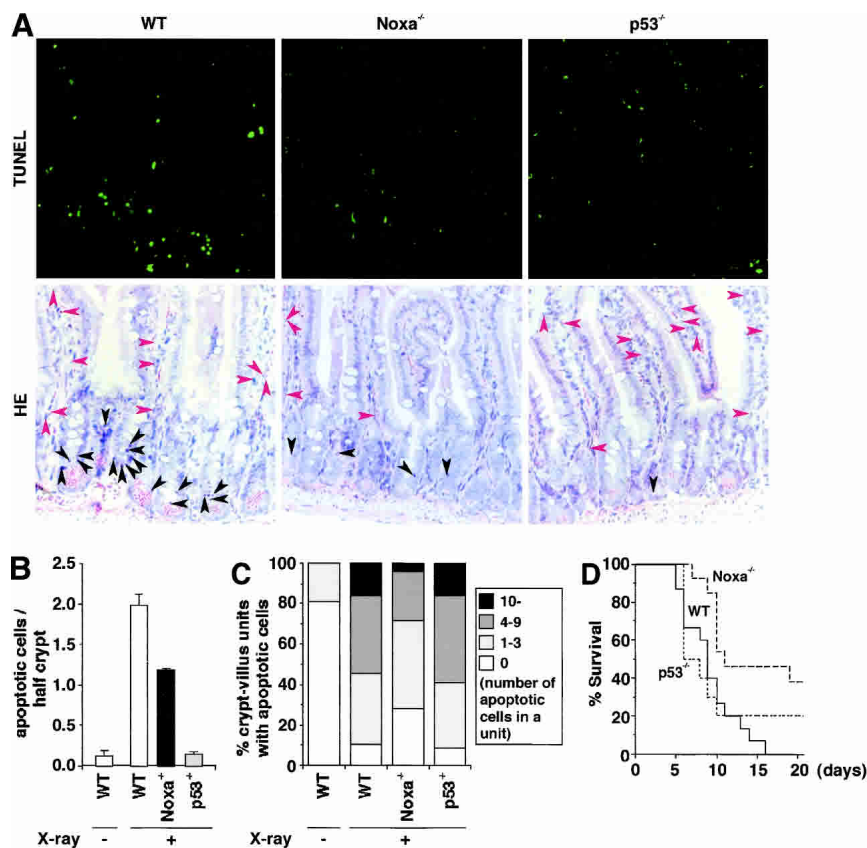 A
WT
Noxa-/-
p53-/-
TUNEL
HE
B
apoptotic cells /
half crypt
2.5
2.0
1.5
1.0
0.5
0.0
WT
WT
Noxa-/-
p53-/-
X-ray
-
+
C
% crypt-villus units
with apoptotic cells
100
80
60
40
20
0
WT
WT
Noxa-/-
p53-/-
X-ray
-
+
10-
4-9
1-3
0
(number of
apoptotic
cells in a
unit)
D
% Survival
100
80
60
40
20
0
Noxa-/-
WT
p53-/-
0
5
10
15
20
(days)